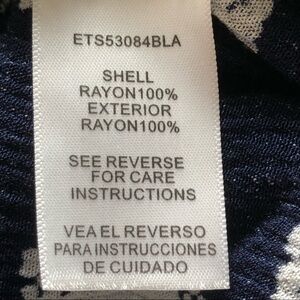 ETS53084BLA
SHELL
RAYON100%
EXTERIOR
RAYON100%
SEE REVERSE
FOR CARE
INSTRUCTIONS
VEA EL REVERSO
PARA INSTRUCCIONES
DE CUIDADO